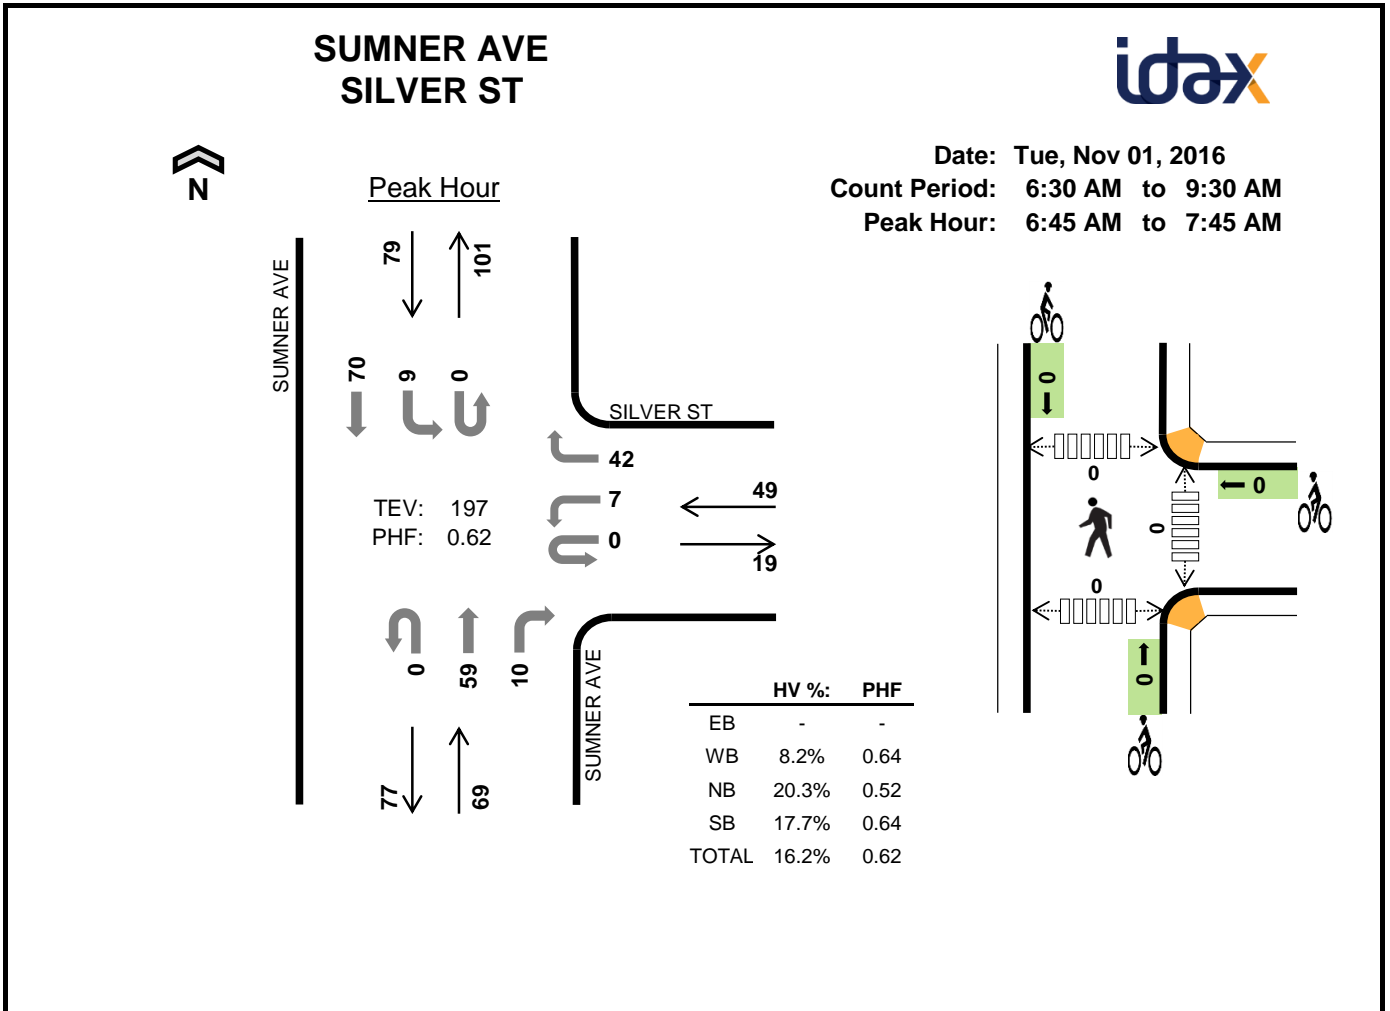 SUMNER AVE
SILVER ST
idax
N
Peak Hour
Date: Tue, Nov 01, 2016
Count Period: 6:30 AM to 9:30 AM
Peak Hour: 6:45 AM to 7:45 AM
SUMNER AVE
79
101
70
9
0
SILVER ST
42
7
0
49
19
TEV: 197
PHF: 0.62
0
59
10
SUMNER AVE
77
69
HV %: PHF
EB - -
WB 8.2% 0.64
NB 20.3% 0.52
SB 17.7% 0.64
TOTAL 16.2% 0.62
0
0
0
0
0
0